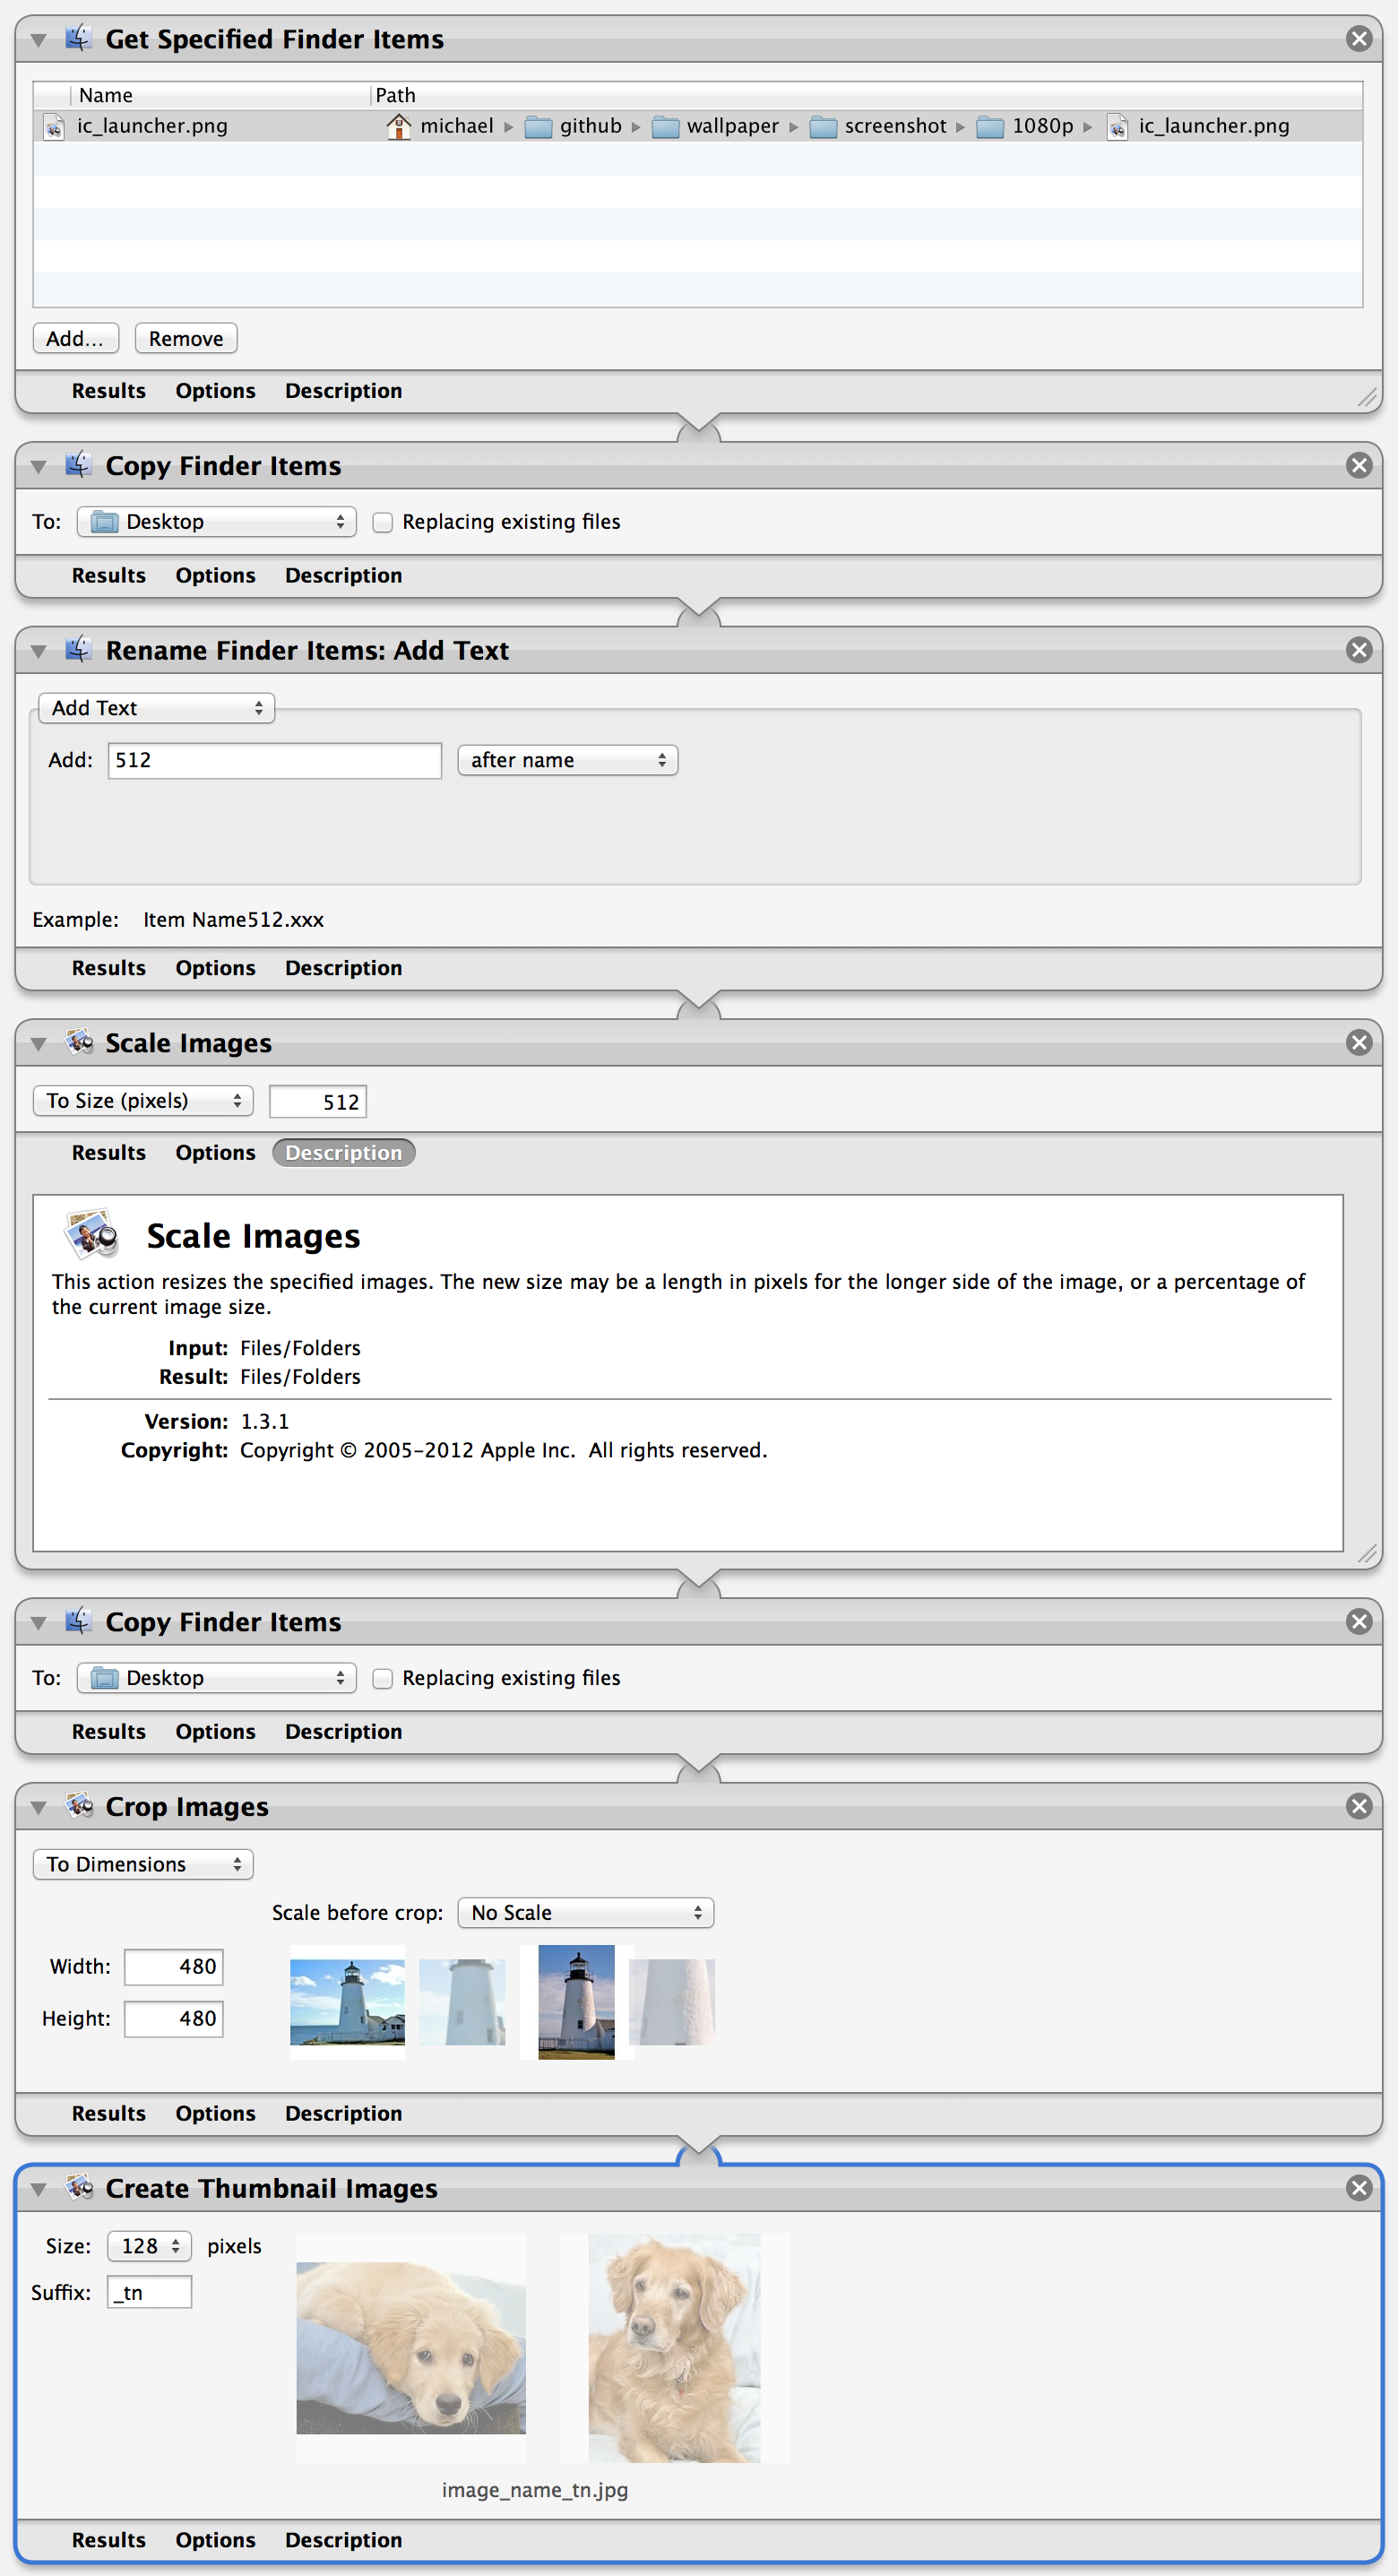 Get Specified Finder Items
Name Path
ic_launcher.png michael github wallpaper screenshot 1080p ic_launcher.png
Add... Remove
Results Options Description
Copy Finder Items
To: Desktop Replacing existing files
Results Options Description
Rename Finder Items: Add Text
Add Text
Add: 512 after name
Example: Item Name512.xxx
Results Options Description
Scale Images
To Size (pixels) 512
Results Options Description
Scale Images
This action resizes the specified images. The new size may be a length in pixels for the longer side of the image, or a percentage of
the current image size.
Input: Files/Folders
Result: Files/Folders
Version: 1.3.1
Copyright: Copyright © 2005-2012 Apple Inc. All rights reserved.
Copy Finder Items
To: Desktop Replacing existing files
Results Options Description
Crop Images
To Dimensions
Scale before crop: No Scale
Width: 480
Height: 480
Results Options Description
Create Thumbnail Images
Size: 128 pixels
Suffix: _tn
image_name_tn.jpg
Results Options Description